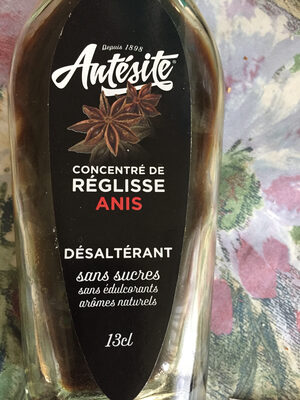 Depuis 1898
Antésite®
CONCENTRÉ DE
RÉGLISSE
ANIS
DÉSALTÉRANT
sans sucres
sans édulcorants
arômes naturels
13cl